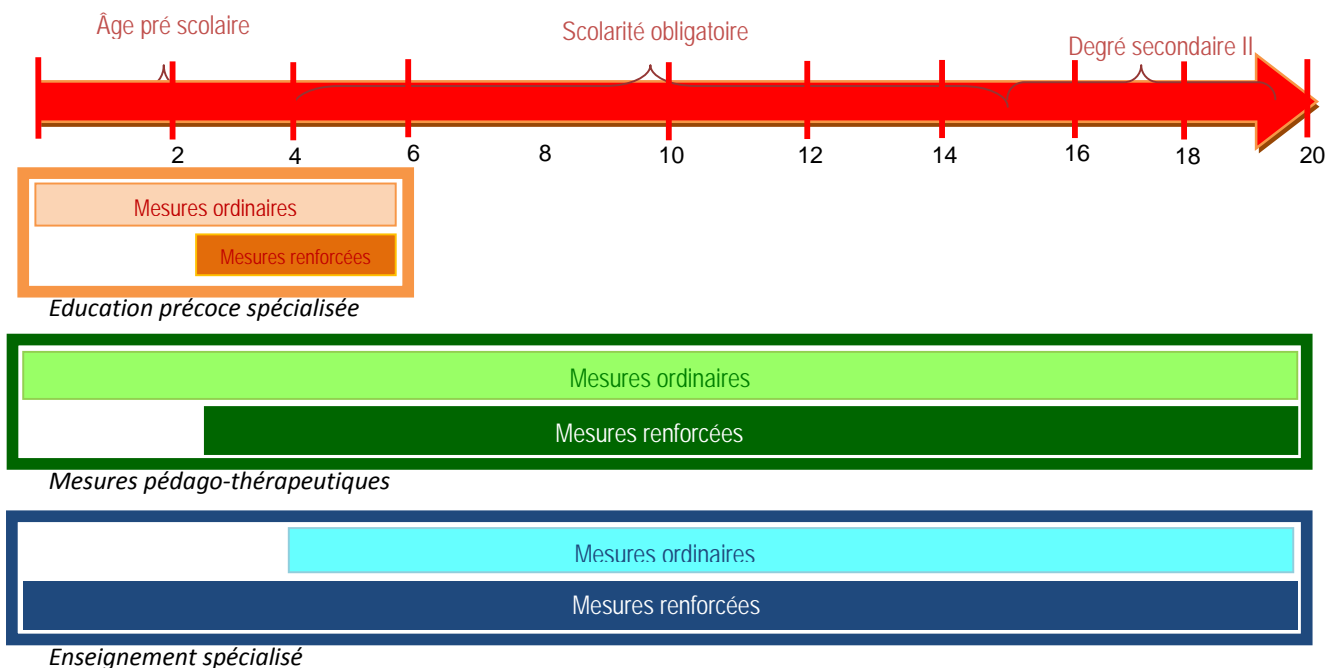 Âge pré scolaire
Scolarité obligatoire
Degré secondaire II
2 4 6 8 10 12 14 16 18 20
Mesures ordinaires
Mesures renforcées
Education précoce spécialisée
Mesures ordinaires
Mesures renforcées
Mesures pédago-thérapeutiques
Mesures ordinaires
Mesures renforcées
Enseignement spécialisé